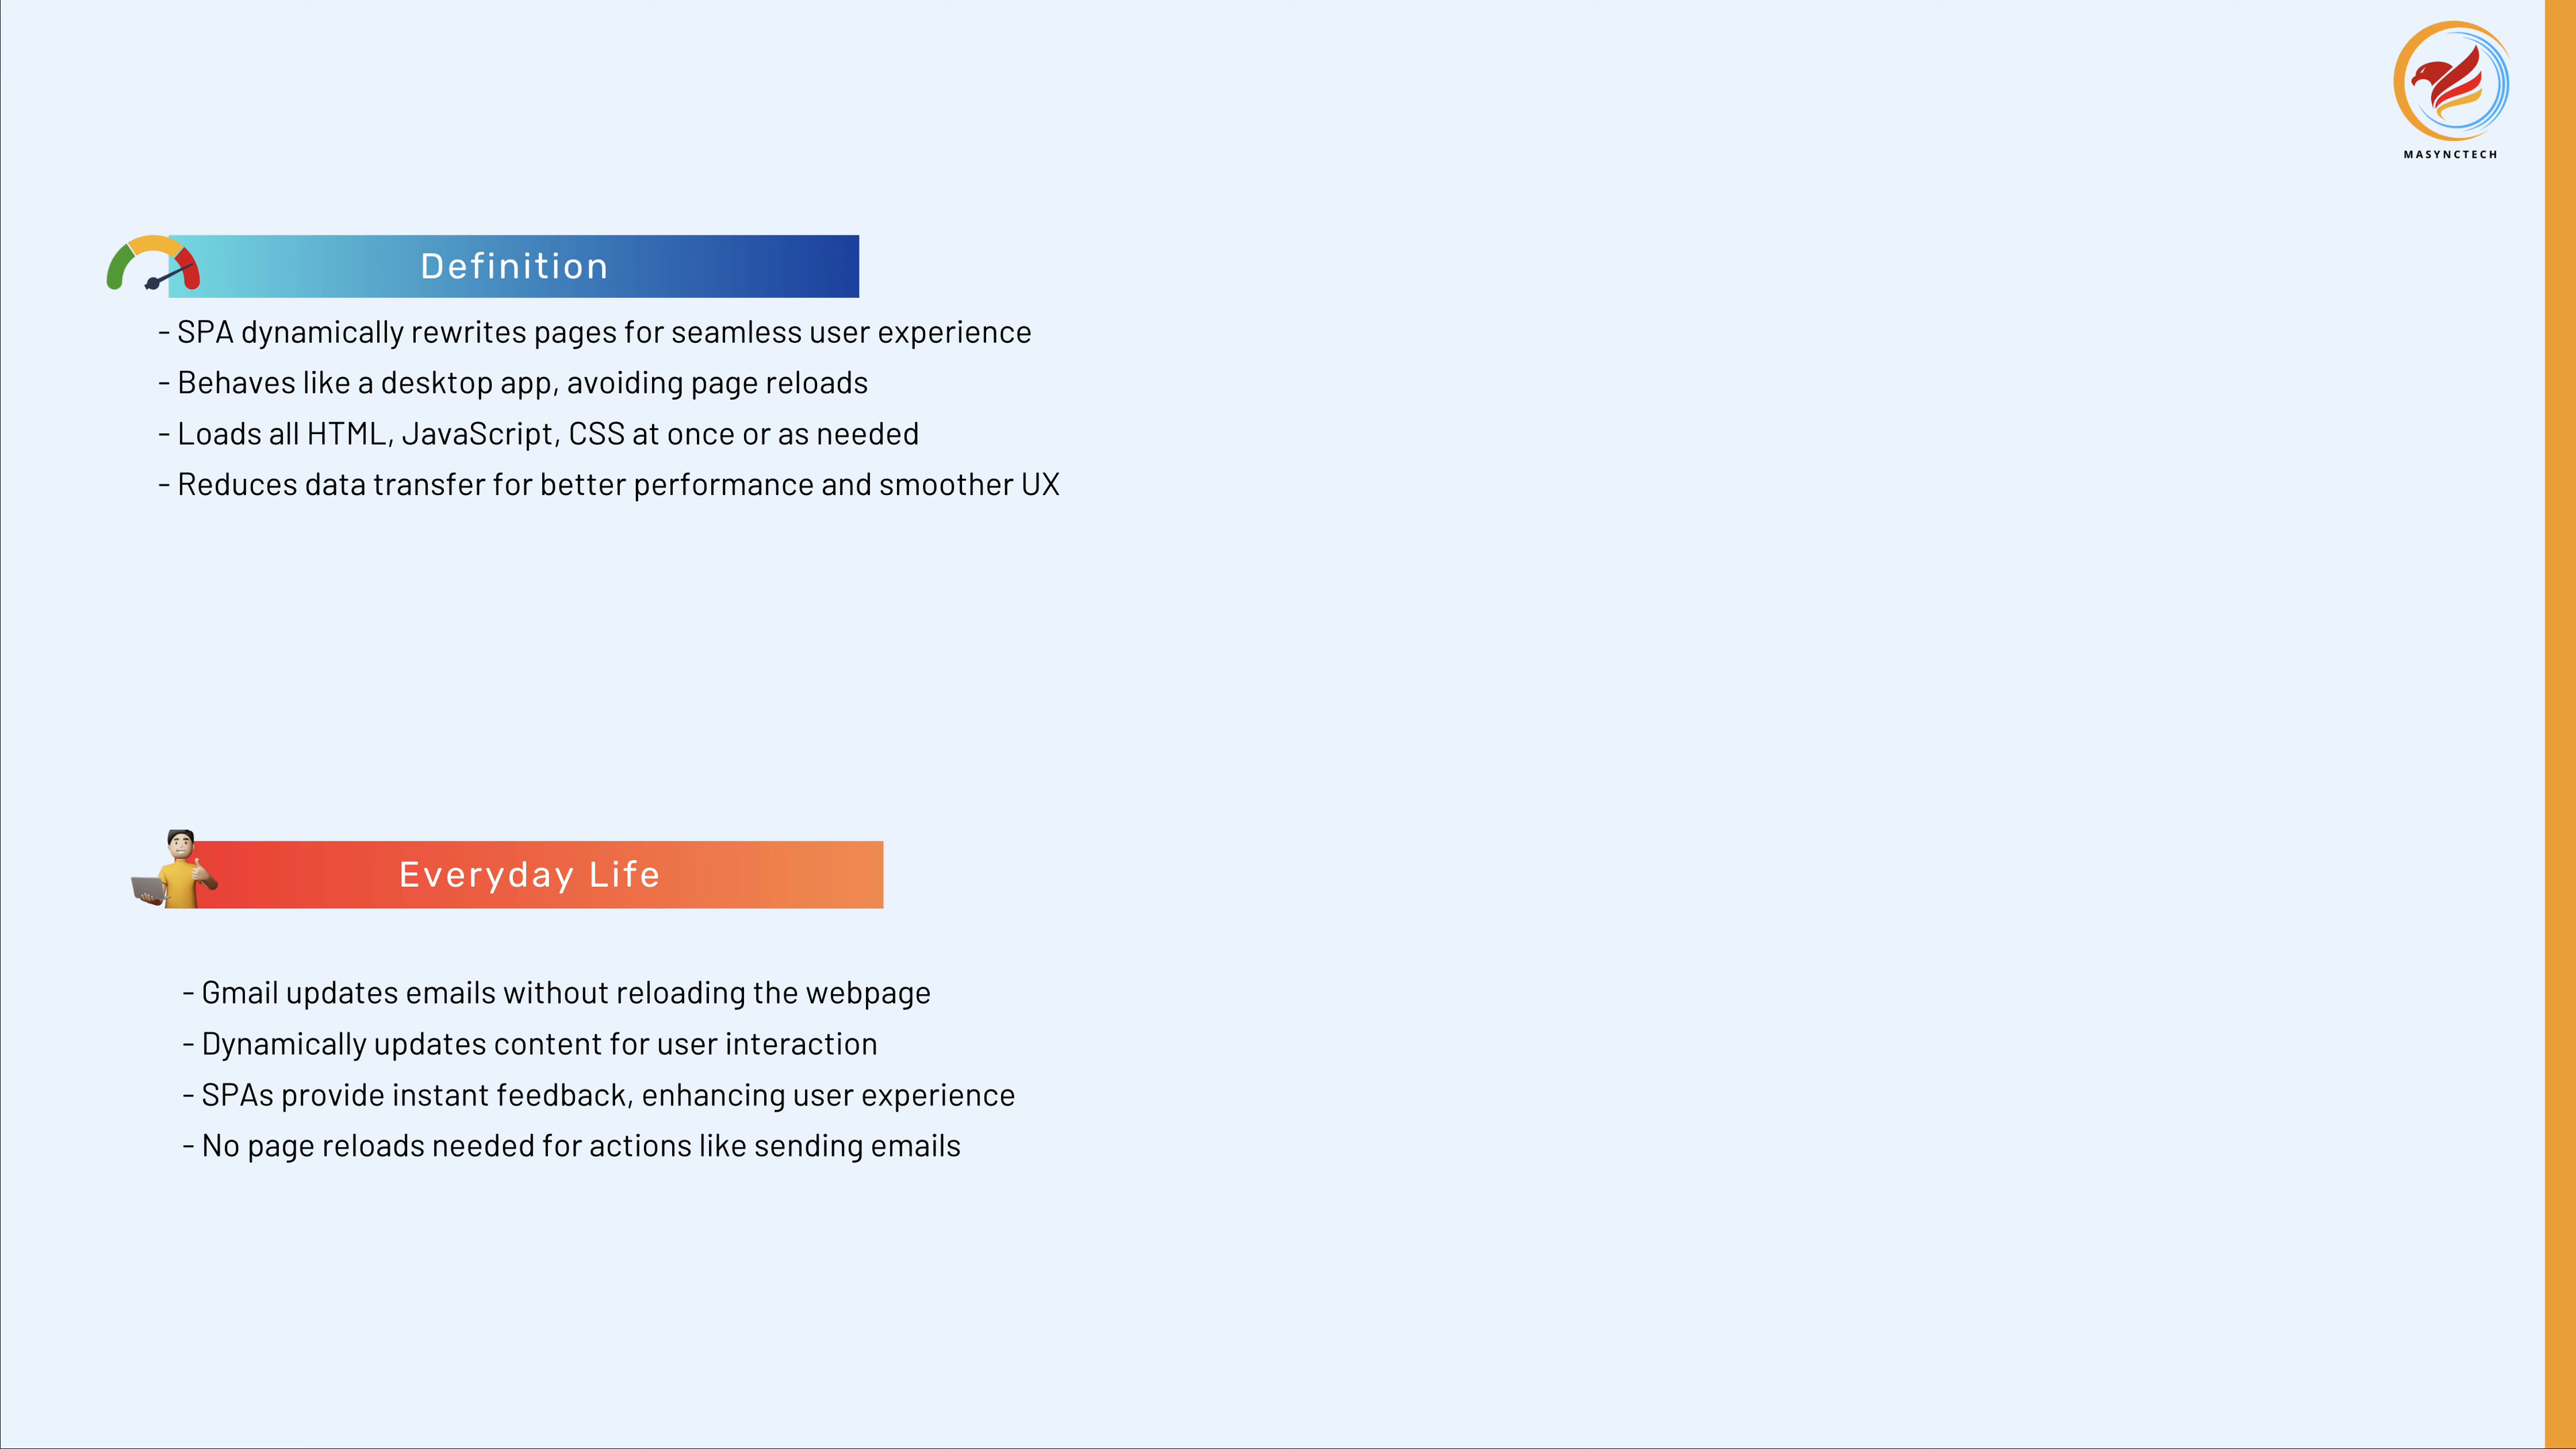 MASYNCTECH
Definition
- SPA dynamically rewrites pages for seamless user experience
- Behaves like a desktop app, avoiding page reloads
- Loads all HTML, JavaScript, CSS at once or as needed
- Reduces data transfer for better performance and smoother UX
Everyday Life
- Gmail updates emails without reloading the webpage
- Dynamically updates content for user interaction
- SPAs provide instant feedback, enhancing user experience
- No page reloads needed for actions like sending emails